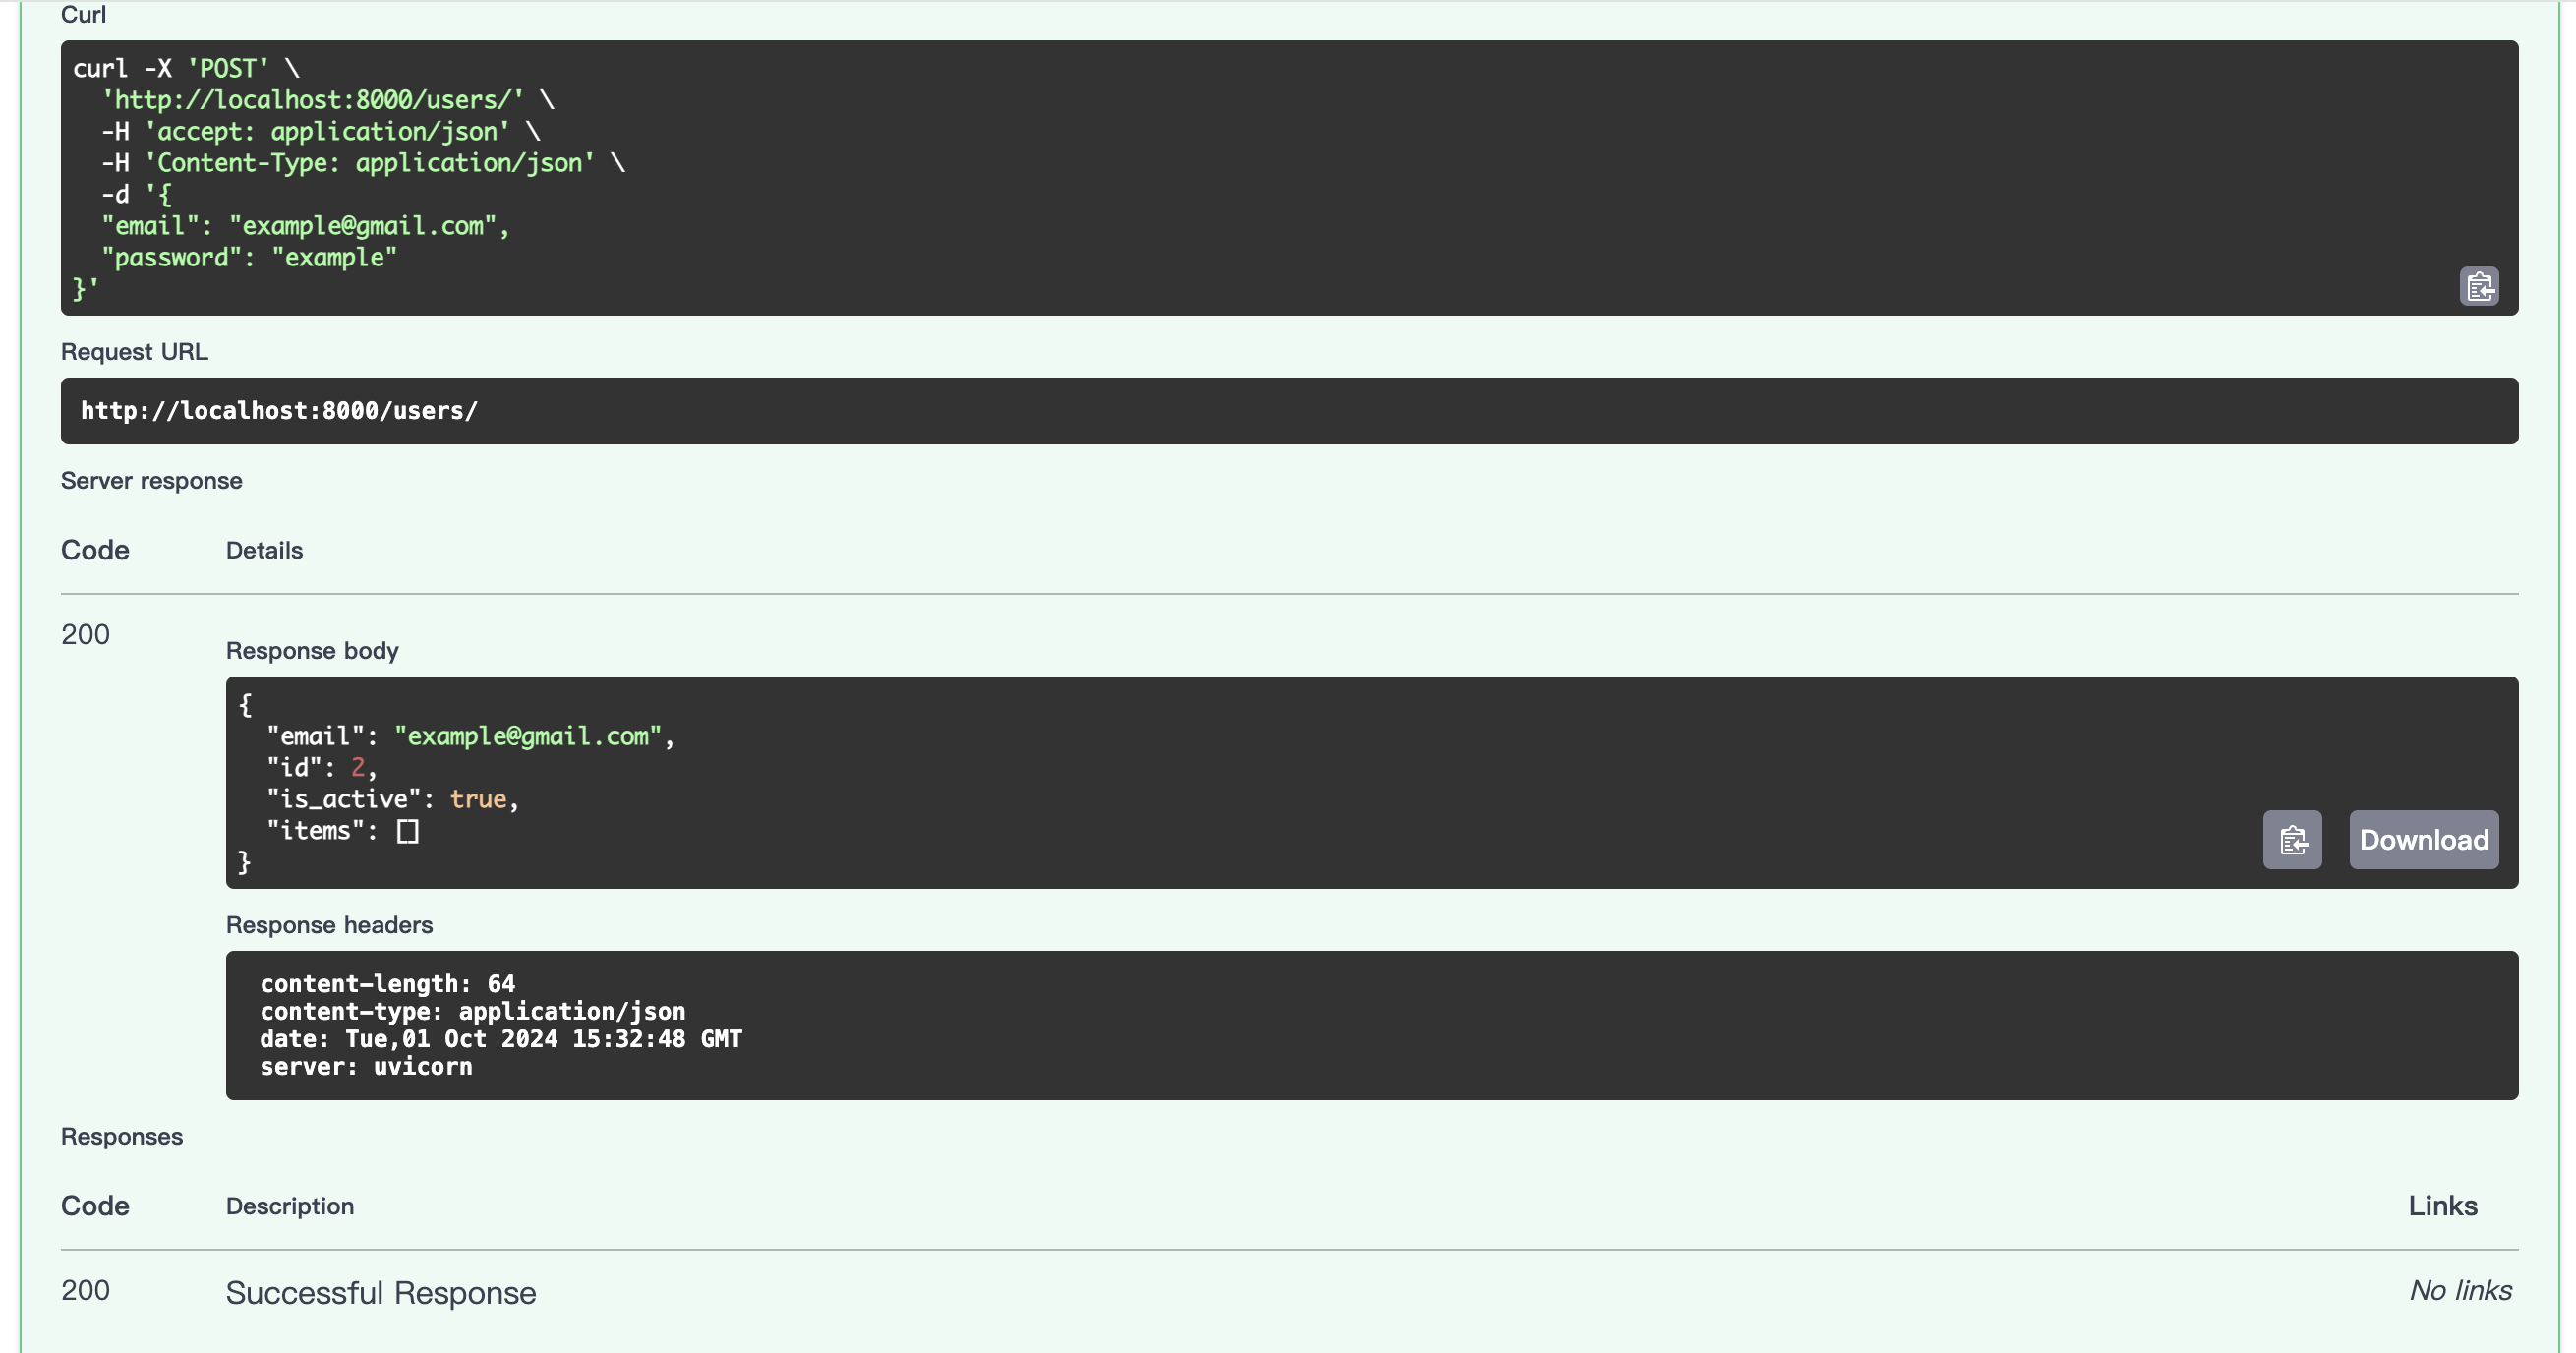 Curl
curl -X 'POST' \
  'http://localhost:8000/users/' \
  -H 'accept: application/json' \
  -H 'Content-Type: application/json' \
  -d '{
  "email": "example@gmail.com",
  "password": "example"
}'
Request URL
http://localhost:8000/users/
Server response
Code Details
200
Response body
{
  "email": "example@gmail.com",
  "id": 2,
  "is_active": true,
  "items": []
}
Download
Response headers
content-length: 64
content-type: application/json
date: Tue,01 Oct 2024 15:32:48 GMT
server: uvicorn
Responses
Code Description Links
200 Successful Response No links